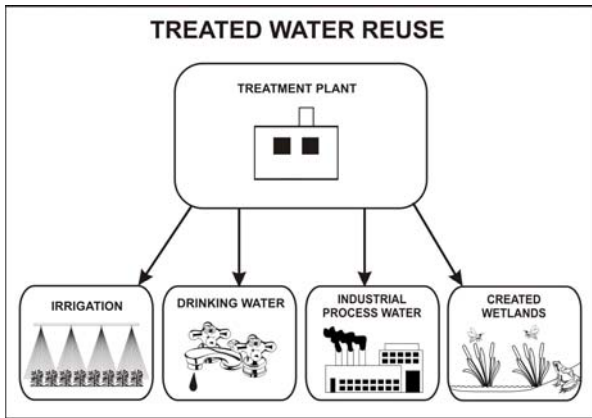 TREATED WATER REUSE
TREATMENT PLANT
IRRIGATION
DRINKING WATER
INDUSTRIAL
PROCESS WATER
CREATED
WETLANDS